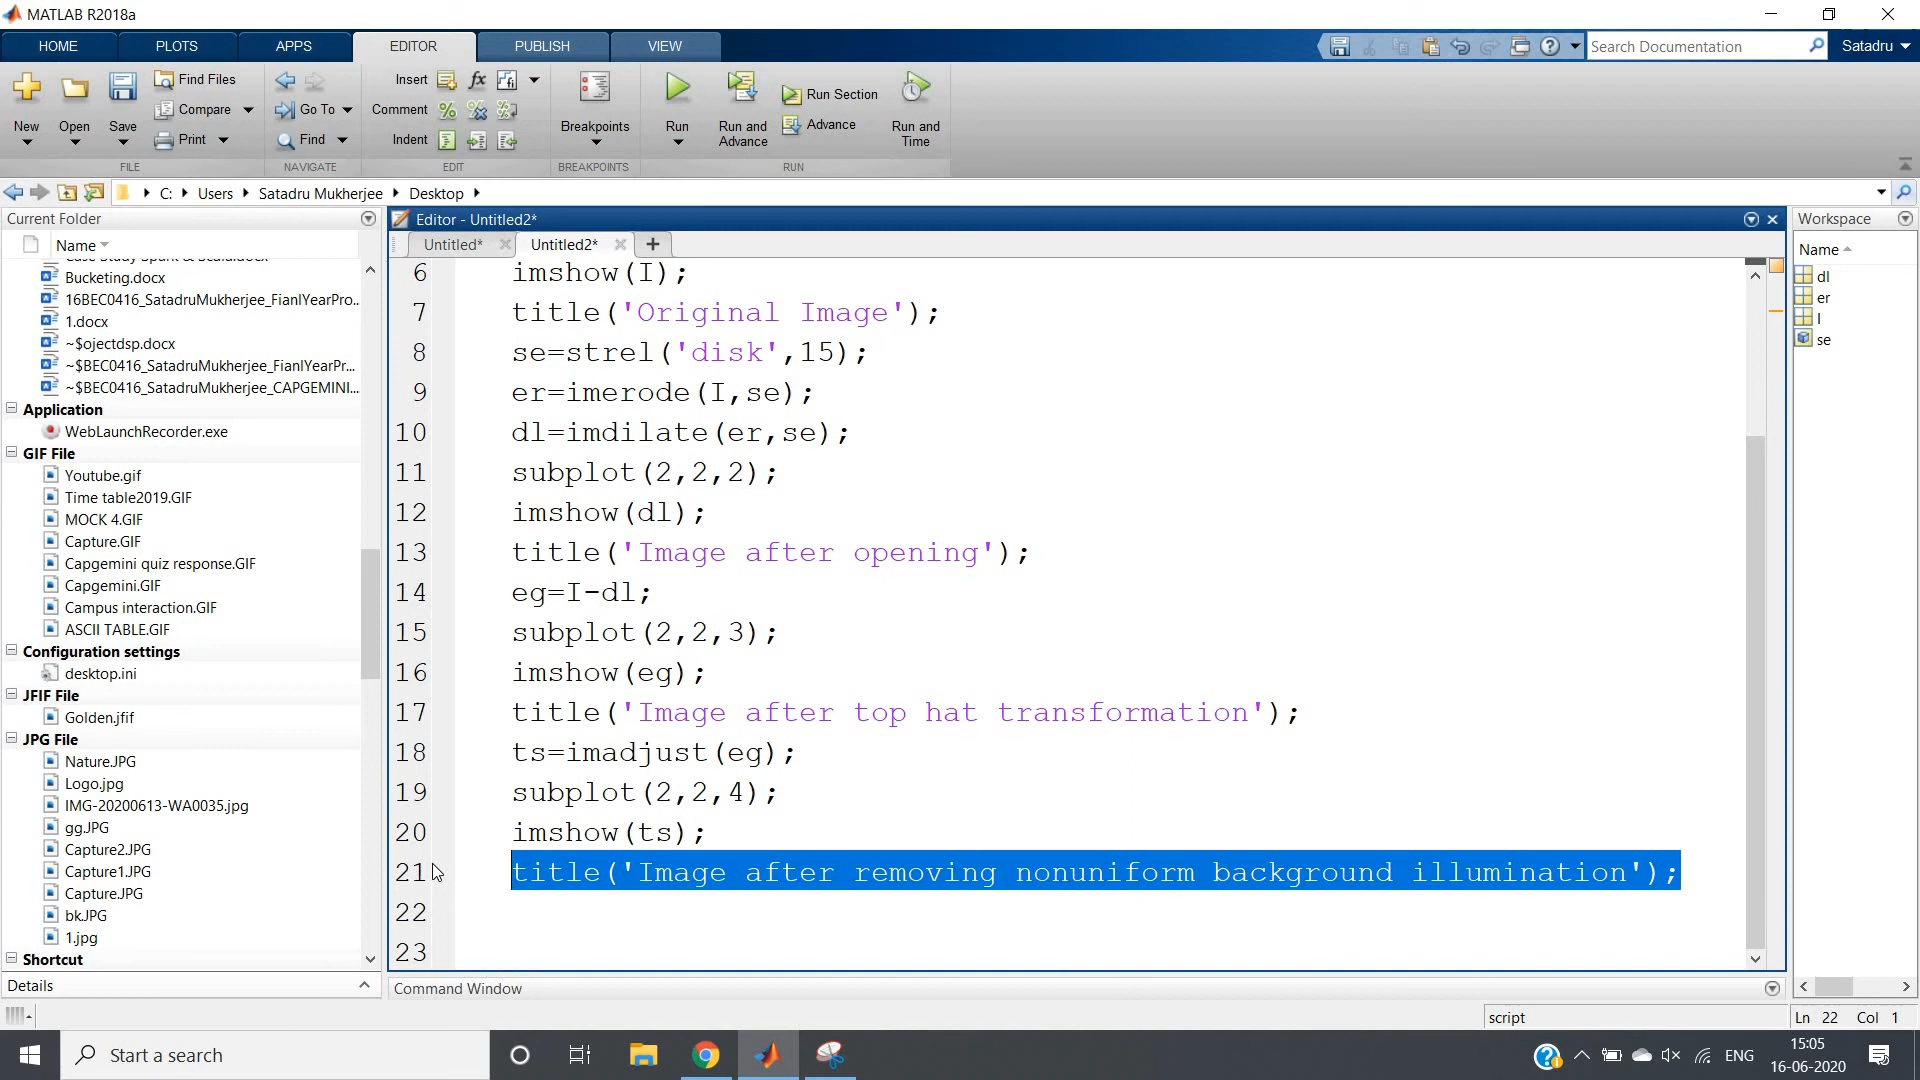 MATLAB R2018a
HOME PLOTS APPS EDITOR PUBLISH VIEW
Search Documentation Satadru
New Open Save Find Files Compare Print
Go To Find
Insert fx
Comment
Indent
Breakpoints
Run
Run and Advance
Run Section
Advance
Run and Time
FILE NAVIGATE EDIT BREAKPOINTS RUN
C: Users Satadru Mukherjee Desktop
Current Folder
Name
Bucketing.docx
16BEC0416_SatadruMukherjee_FianlYearPro...
1.docx
~$ojectdsp.docx
~$BEC0416_SatadruMukherjee_FianlYearPr...
~$BEC0416_SatadruMukherjee_CAPGEMINI....
Application
WebLaunchRecorder.exe
GIF File
Youtube.gif
Time table2019.GIF
MOCK 4.GIF
Capture.GIF
Capgemini quiz response.GIF
Capgemini.GIF
Campus interaction.GIF
ASCII TABLE.GIF
Configuration settings
desktop.ini
JFIF File
Golden.jfif
JPG File
Nature.JPG
Logo.jpg
IMG-20200613-WA0035.jpg
gg.JPG
Capture2.JPG
Capture1.JPG
Capture.JPG
bk.JPG
1.jpg
Shortcut
Details
Editor - Untitled2*
Untitled* Untitled2*
6 imshow(I);
7 title('Original Image');
8 se=strel('disk',15);
9 er=imerode(I,se);
10 dl=imdilate(er,se);
11 subplot(2,2,2);
12 imshow(dl);
13 title('Image after opening');
14 eg=I-dl;
15 subplot(2,2,3);
16 imshow(eg);
17 title('Image after top hat transformation');
18 ts=imadjust(eg);
19 subplot(2,2,4);
20 imshow(ts);
21 title('Image after removing nonuniform background illumination');
22
23
Command Window
Workspace
Name
dl
er
I
se
script Ln 22 Col 1
Start a search
ENG
15:05
16-06-2020